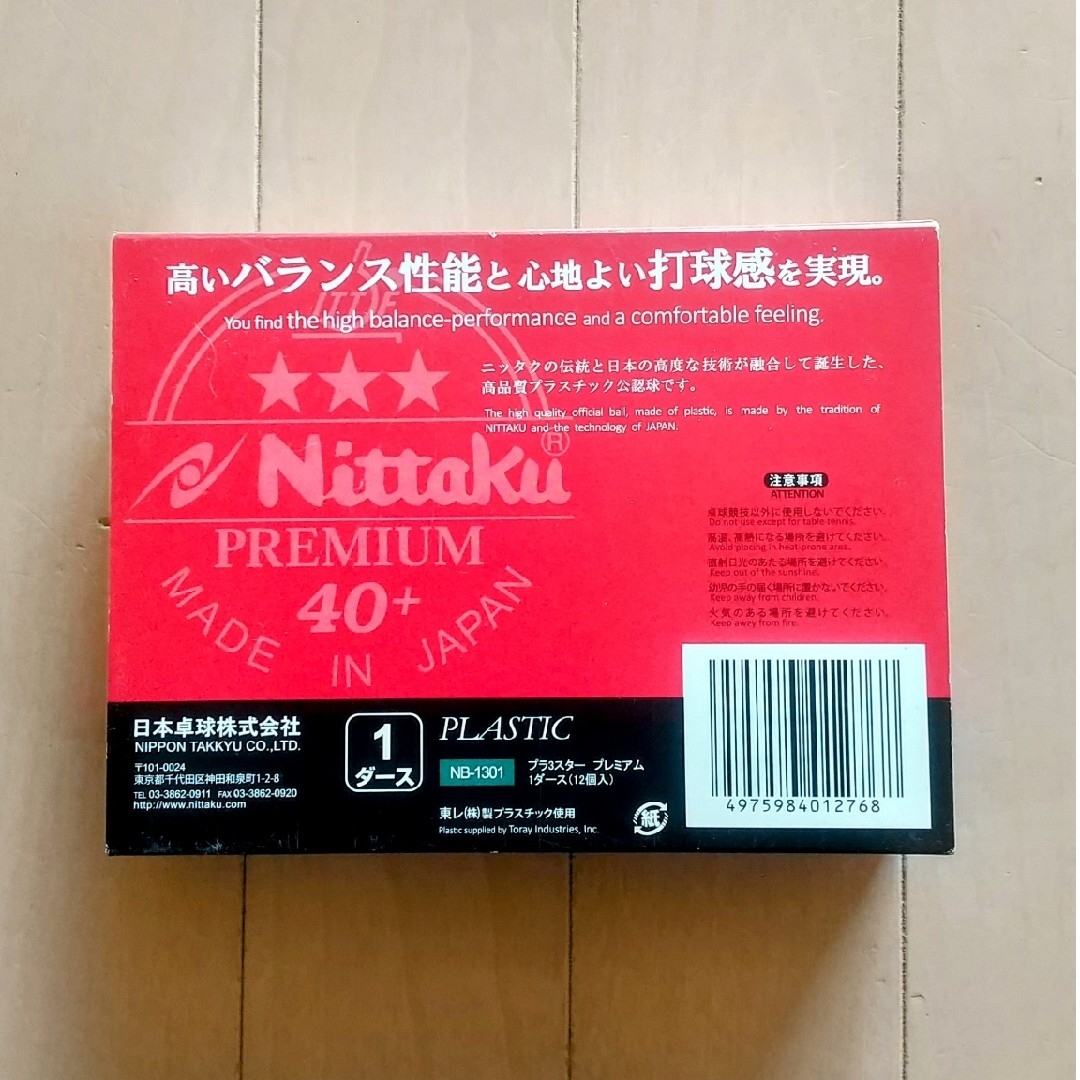 高いバランス性能と心地よい打球感を実現。
You find the high balance-performance and a comfortable feeling.
ITTF
ニッタクの伝統と日本の高度な技術が融合して誕生した、
高品質プラスチック公認球です。
The high quality official ball, made of plastic, is made by the tradition of
NITTAKU and the technology of JAPAN.
Nittaku®
PREMIUM
40+
MADE IN JAPAN
注意事項
ATTENTION
卓球競技以外に使用しないでください。
Do not use except for table-tennis.
高温、高熱になる場所を避けてください。
Avoid placing in heat-prone area.
直射日光のあたる場所を避けてください。
Keep out of the sunshine.
幼児の手の届く場所に置かないでください。
Keep away from children.
火気のある場所を避けてください。
Keep away from fire.
日本卓球株式会社
NIPPON TAKKYU CO.,LTD.
〒101-0024
東京都千代田区神田和泉町1-2-8
TEL 03-3862-0911 FAX 03-3862-0920
http://www.nittaku.com
1
ダース
PLASTIC
NB-1301
プラ3スター プレミアム
1ダース(12個入)
東レ(株)製プラスチック使用
Plastic supplied by Toray Industries, Inc.
紙
4975984012768